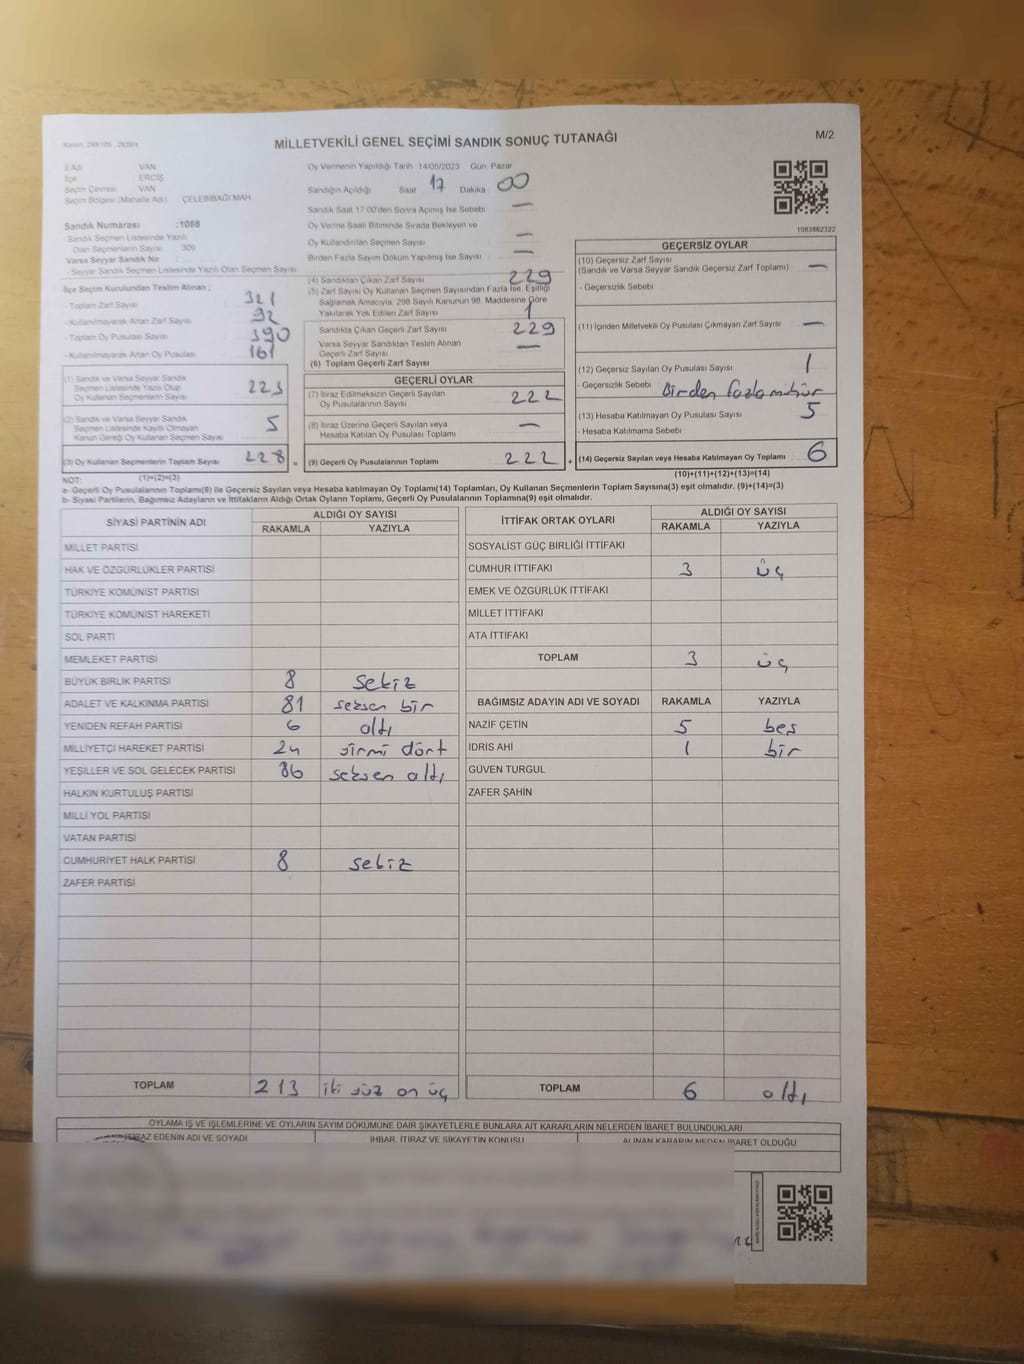 MİLLETVEKİLİ GENEL SEÇİMİ SANDIK SONUÇ TUTANAĞI
M/2
İl Adı VAN
İlçe ERCİŞ
Seçim Çevresi VAN
Seçim Bölgesi (Mahalle Adı) : ÇELEBİBAĞI MAH
Sandık Numarası :1088
- Sandık Seçmen Listesinde Yazılı
Olan Seçmenlerin Sayısı : 309
Varsa Seyyar Sandık No
- Seyyar Sandık Seçmen Listesinde Yazılı Olan Seçmen Sayısı
İlçe Seçim Kurulundan Teslim Alınan ;
- Toplam Zarf Sayısı 321
- Kullanılmayarak Artan Zarf Sayısı 92
- Toplam Oy Pusulası Sayısı 390
- Kullanılmayarak Artan Oy Pusulası 161
(1) Sandık ve Varsa Seyyar Sandık
Seçmen Listesinde Yazılı Olup
Oy Kullanan Seçmenlerin Sayısı 223
(2) Sandık ve Varsa Seyyar Sandık
Seçmen Listesinde Kayıtlı Olmayan
Kanun Gereği Oy Kullanan Seçmen Sayısı 5
(3) Oy Kullanan Seçmenlerin Toplam Sayısı 228 =
Oy Vermenin Yapıldığı Tarih :14/05/2023 Gün: Pazar
Sandığın Açıldığı Saat 17 Dakika 00
Sandık Saat 17:00'den Sonra Açılmış İse Sebebi —
Oy Verme Saati Bitiminde Sırada Bekleyen ve
Oy Kullandırılan Seçmen Sayısı —
Birden Fazla Sayım Döküm Yapılmış İse Sayısı —
(4) Sandıktan Çıkan Zarf Sayısı 229
(5) Zarf Sayısı Oy Kullanan Seçmen Sayısından Fazla İse, Eşitliği
Sağlamak Amacıyla, 298 Sayılı Kanunun 98. Maddesine Göre
Yakılarak Yok Edilen Zarf Sayısı 1
Sandıkta Çıkan Geçerli Zarf Sayısı 229
Varsa Seyyar Sandıktan Teslim Alınan
Geçerli Zarf Sayısı —
(6) Toplam Geçerli Zarf Sayısı
GEÇERLİ OYLAR
(7) İtiraz Edilmeksizin Geçerli Sayılan
Oy Pusulalarının Sayısı 222
(8) İtiraz Üzerine Geçerli Sayılan veya
Hesaba Katılan Oy Pusulası Toplamı —
(9) Geçerli Oy Pusulalarının Toplamı 222 +
1083862322
GEÇERSİZ OYLAR
(10) Geçersiz Zarf Sayısı —
(Sandık ve Varsa Seyyar Sandık Geçersiz Zarf Toplamı)
- Geçersizlik Sebebi
(11) İçinden Milletvekili Oy Pusulası Çıkmayan Zarf Sayısı —
(12) Geçersiz Sayılan Oy Pusulası Sayısı 1
- Geçersizlik Sebebi Birden fazla mühür
(13) Hesaba Katılmayan Oy Pusulası Sayısı 5
- Hesaba Katılmama Sebebi
(14) Geçersiz Sayılan veya Hesaba Katılmayan Oy Toplamı 6
NOT: (1)+(2)=(3) (10)+(11)+(12)+(13)=(14)
a- Geçerli Oy Pusulalarının Toplamı(9) ile Geçersiz Sayılan veya Hesaba katılmayan Oy Toplamı(14) Toplamları, Oy Kullanan Seçmenlerin Toplam Sayısına(3) eşit olmalıdır. (9)+(14)=(3)
b- Siyasi Partilerin, Bağımsız Adayların ve İttifakların Aldığı Ortak Oyların Toplamı, Geçerli Oy Pusulalarının Toplamına(9) eşit olmalıdır.
SİYASİ PARTİNİN ADI ALDIĞI OY SAYISI
RAKAMLA YAZIYLA
MİLLET PARTİSİ
HAK VE ÖZGÜRLÜKLER PARTİSİ
TÜRKİYE KOMÜNİST PARTİSİ
TÜRKİYE KOMÜNİST HAREKETİ
SOL PARTİ
MEMLEKET PARTİSİ
BÜYÜK BİRLİK PARTİSİ 8 sekiz
ADALET VE KALKINMA PARTİSİ 81 seksen bir
YENİDEN REFAH PARTİSİ 6 altı
MİLLİYETÇİ HAREKET PARTİSİ 24 yirmi dört
YEŞİLLER VE SOL GELECEK PARTİSİ 86 seksen altı
HALKIN KURTULUŞ PARTİSİ
MİLLİ YOL PARTİSİ
VATAN PARTİSİ
CUMHURİYET HALK PARTİSİ 8 sekiz
ZAFER PARTİSİ
TOPLAM 213 iki yüz on üç
İTTİFAK ORTAK OYLARI ALDIĞI OY SAYISI
RAKAMLA YAZIYLA
SOSYALİST GÜÇ BİRLİĞİ İTTİFAKI
CUMHUR İTTİFAKI 3 üç
EMEK VE ÖZGÜRLÜK İTTİFAKI
MİLLET İTTİFAKI
ATA İTTİFAKI
TOPLAM 3 üç
BAĞIMSIZ ADAYIN ADI VE SOYADI RAKAMLA YAZIYLA
NAZİF ÇETİN 5 beş
İDRİS AHİ 1 bir
GÜVEN TURGUL
ZAFER ŞAHİN
TOPLAM 6 altı
OYLAMA İŞ VE İŞLEMLERİNE VE OYLARIN SAYIM DÖKÜMÜNE DAİR ŞİKAYETLERLE BUNLARA AİT KARARLARIN NELERDEN İBARET BULUNDUKLARI
İTİRAZ EDENİN ADI VE SOYADI İHBAR, İTİRAZ VE ŞİKAYETİN KONUSU ALINAN KARARIN NEDEN İBARET OLDUĞU